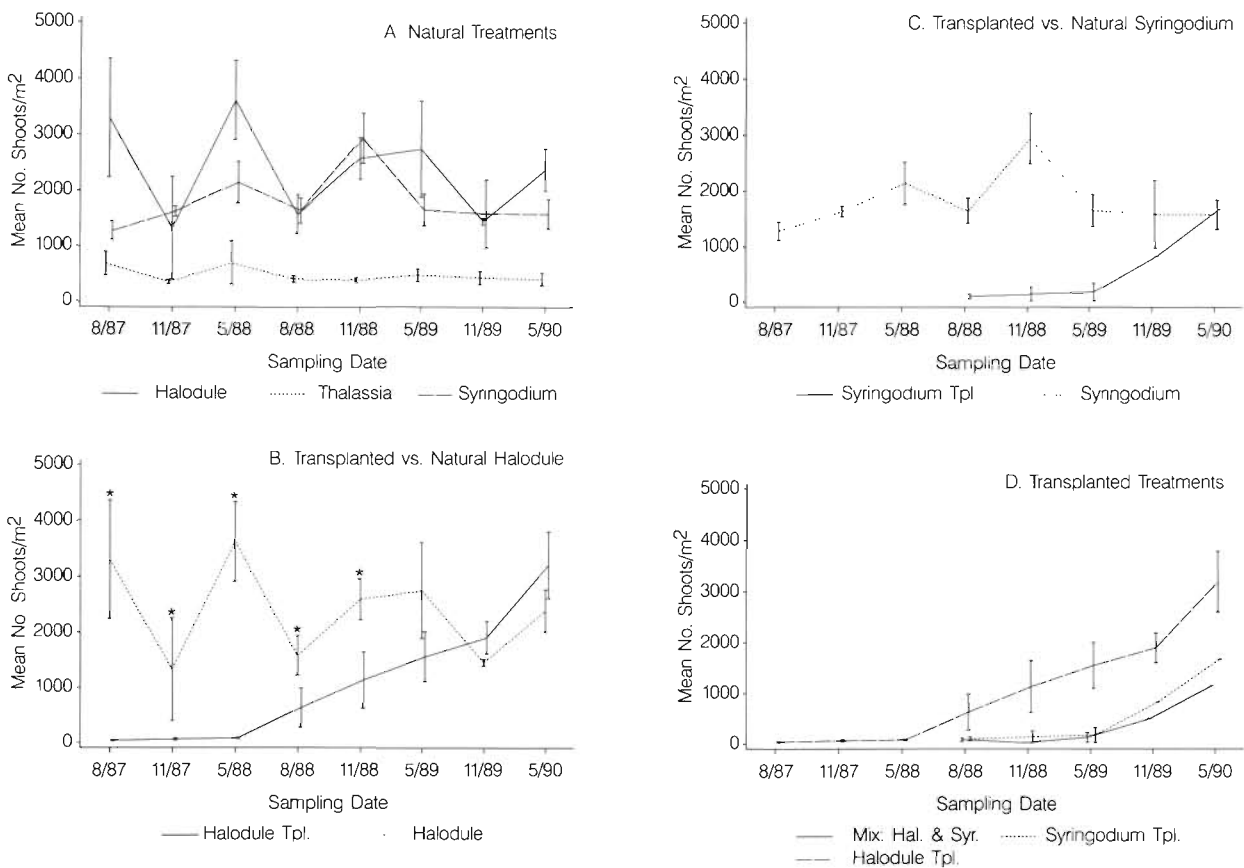 A. Natural Treatments
Mean No. Shoots/m2
5000
4000
3000
2000
1000
0
8/87 11/87 5/88 8/88 11/88 5/89 11/89 5/90
Sampling Date
Halodule Thalassia Syringodium
B. Transplanted vs. Natural Halodule
Mean No. Shoots/m2
5000
4000
3000
2000
1000
0
* * * * *
8/87 11/87 5/88 8/88 11/88 5/89 11/89 5/90
Sampling Date
Halodule Tpl. Halodule
C. Transplanted vs. Natural Syringodium
Mean No. Shoots/m2
5000
4000
3000
2000
1000
0
8/87 11/87 5/88 8/88 11/88 5/89 11/89 5/90
Sampling Date
Syringodium Tpl Syringodium
D. Transplanted Treatments
Mean No. Shoots/m2
5000
4000
3000
2000
1000
0
8/87 11/87 5/88 8/88 11/88 5/89 11/89 5/90
Sampling Date
Mix: Hal. & Syr. Syringodium Tpl.
Halodule Tpl.